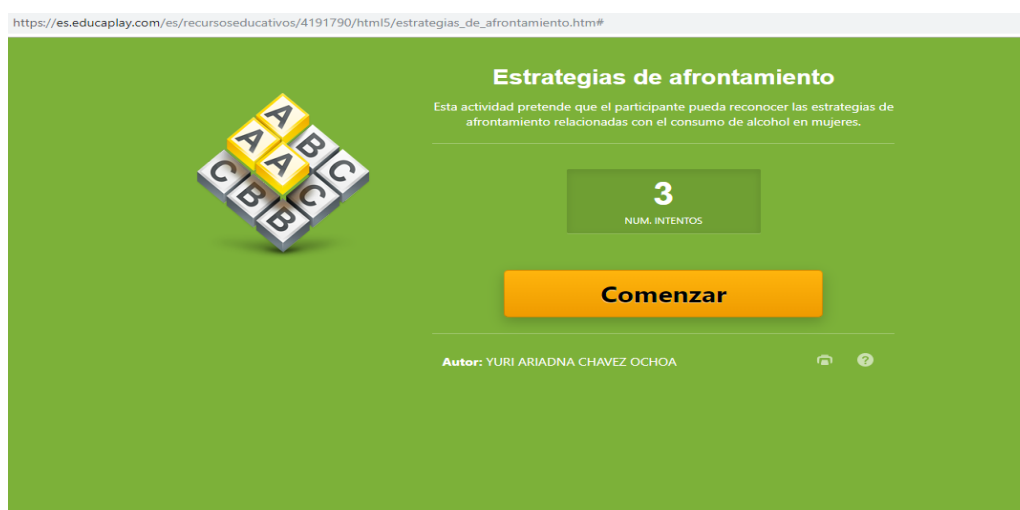 https://es.educaplay.com/es/recursoseducativos/4191790/html5/estrategias_de_afrontamiento.htm#
Estrategias de afrontamiento
Esta actividad pretende que el participante pueda reconocer las estrategias de
afrontamiento relacionadas con el consumo de alcohol en mujeres.
A
A B
A A C
C C
B
B
3
NUM. INTENTOS
Comenzar
Autor: YURI ARIADNA CHAVEZ OCHOA
?